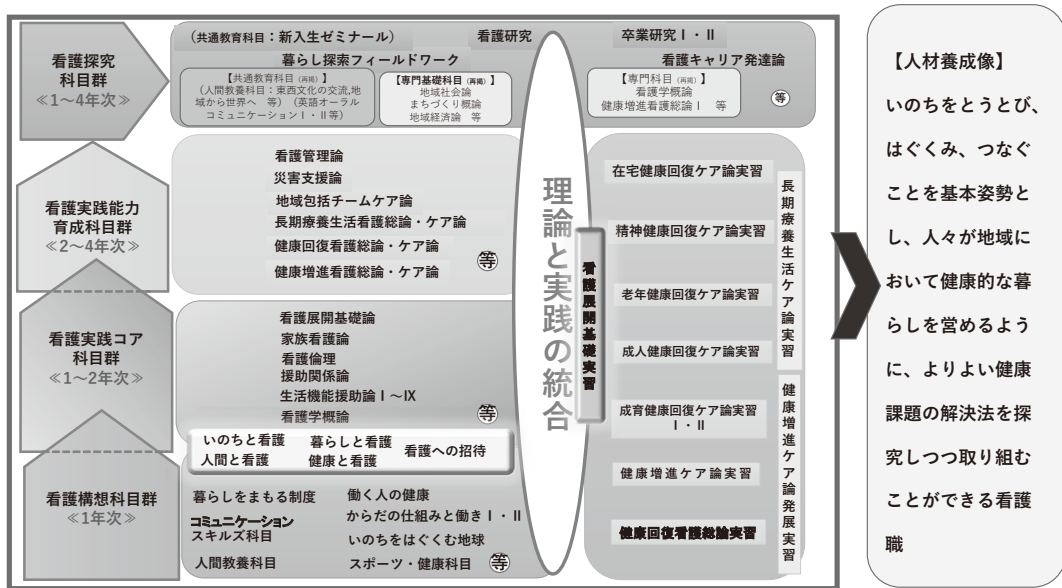 看護探究
科目群
≪1～4年次≫
（共通教育科目：新入生ゼミナール）
看護研究
卒業研究Ⅰ・Ⅱ
暮らし探索フィールドワーク
看護キャリア発達論
【共通教育科目（再掲）】
（人間教養科目：東西文化の交流,地
域から世界へ　等）（英語オーラル
コミュニケーションⅠ・Ⅱ等）
【専門基礎科目（再掲）】
地域社会論
まちづくり概論
地域経済論　等
【専門科目（再掲）】
看護学概論
健康増進看護総論Ⅰ　等
等
看護実践能力
育成科目群
≪2～4年次≫
看護管理論
災害支援論
地域包括チームケア論
長期療養生活看護総論・ケア論
健康回復看護総論・ケア論
健康増進看護総論・ケア論
等
看護実践コア
科目群
≪1～2年次≫
看護展開基礎論
家族看護論
看護倫理
援助関係論
生活機能援助論Ⅰ～Ⅸ
看護学概論
等
いのちと看護
暮らしと看護
看護への招待
人間と看護
健康と看護
看護構想科目群
≪1年次≫
暮らしをまもる制度
働く人の健康
コミュニケーション
スキルズ科目
からだの仕組みと働きⅠ・Ⅱ
いのちをはぐくむ地球
人間教養科目
スポーツ・健康科目
等
理論と実践の統合
看護展開基礎実習
在宅健康回復ケア論実習
精神健康回復ケア論実習
老年健康回復ケア論実習
成人健康回復ケア論実習
成育健康回復ケア論実習
Ⅰ・Ⅱ
健康増進ケア論実習
健康回復看護総論実習
長期療養生活ケア論実習
健康増進ケア論発展実習
【人材養成像】
いのちをとうとび、
はぐくみ、つなぐ
ことを基本姿勢と
し、人々が地域に
おいて健康的な暮
らしを営めるよう
に、よりよい健康
課題の解決法を探
究しつつ取り組む
ことができる看護
職